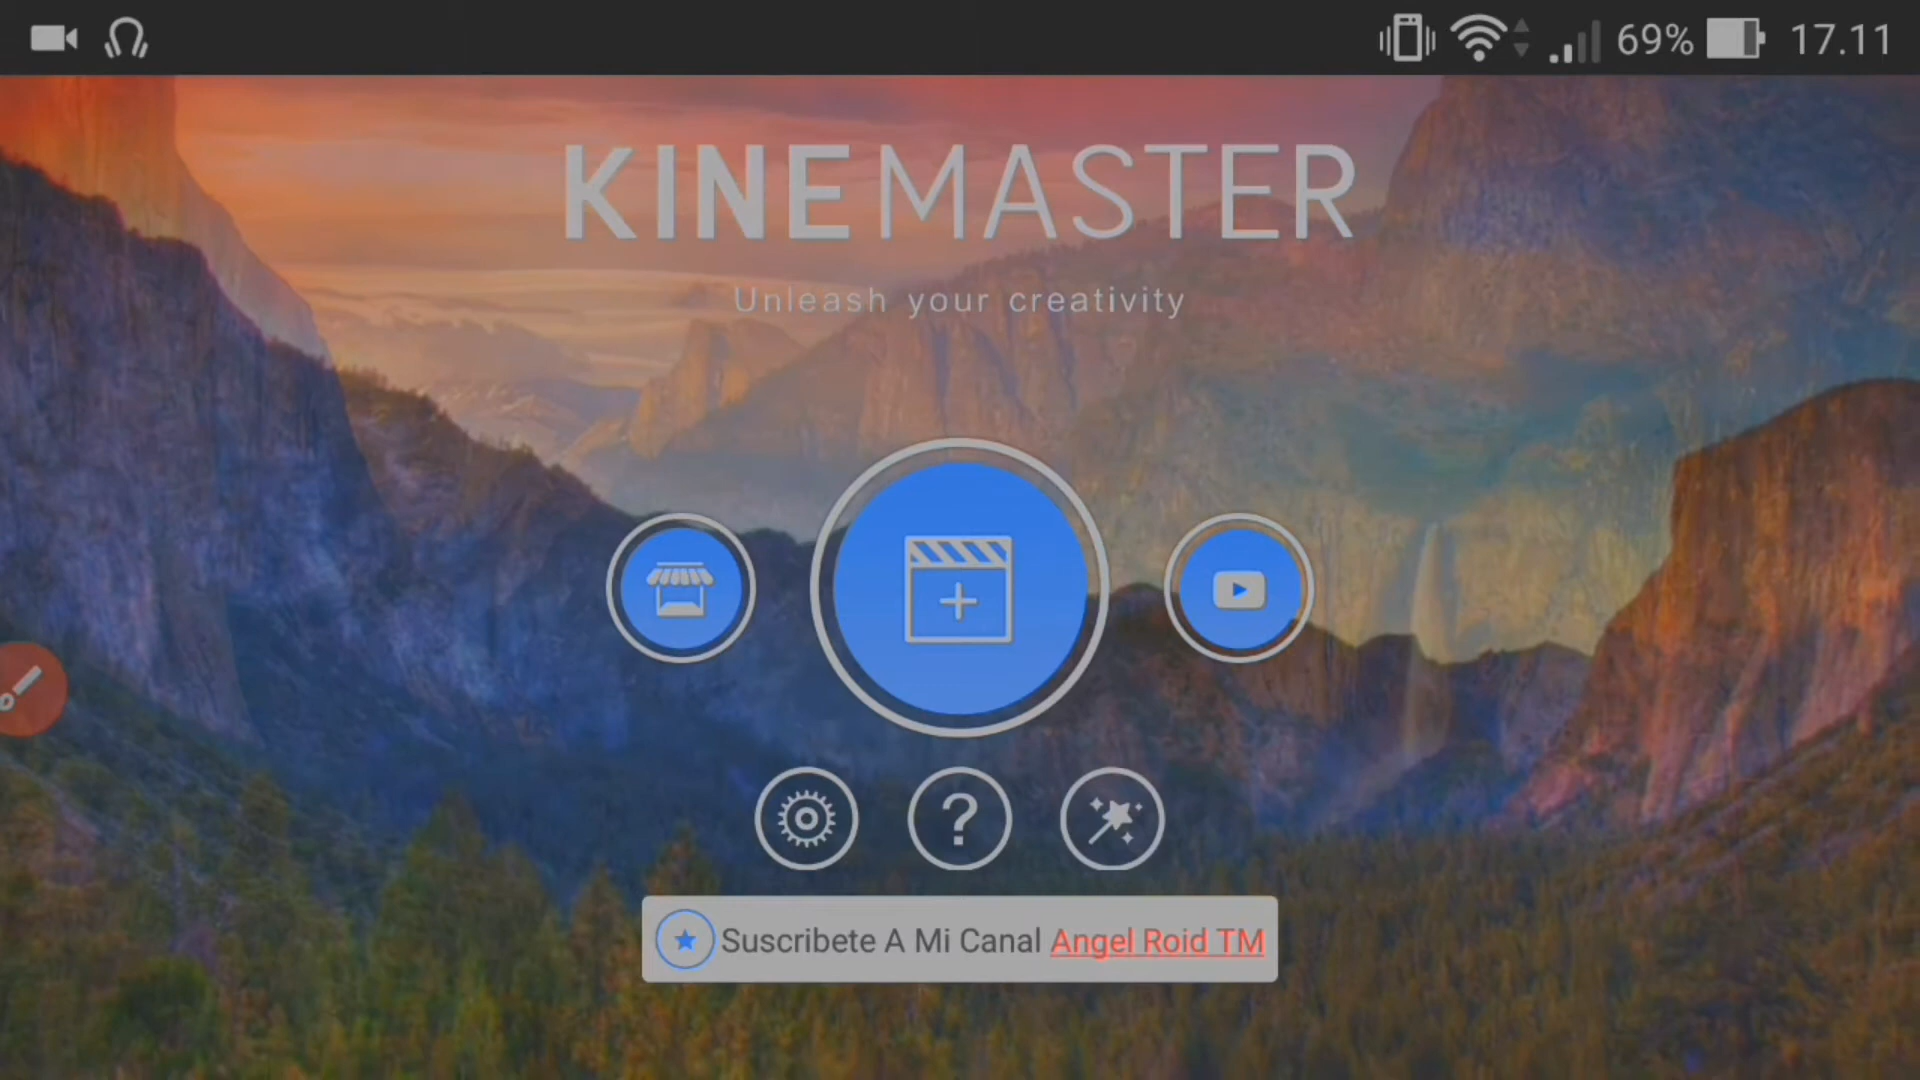 69% 17.11
KINEMASTER
Unleash your creativity
?
Suscribete A Mi Canal Angel Roid TM